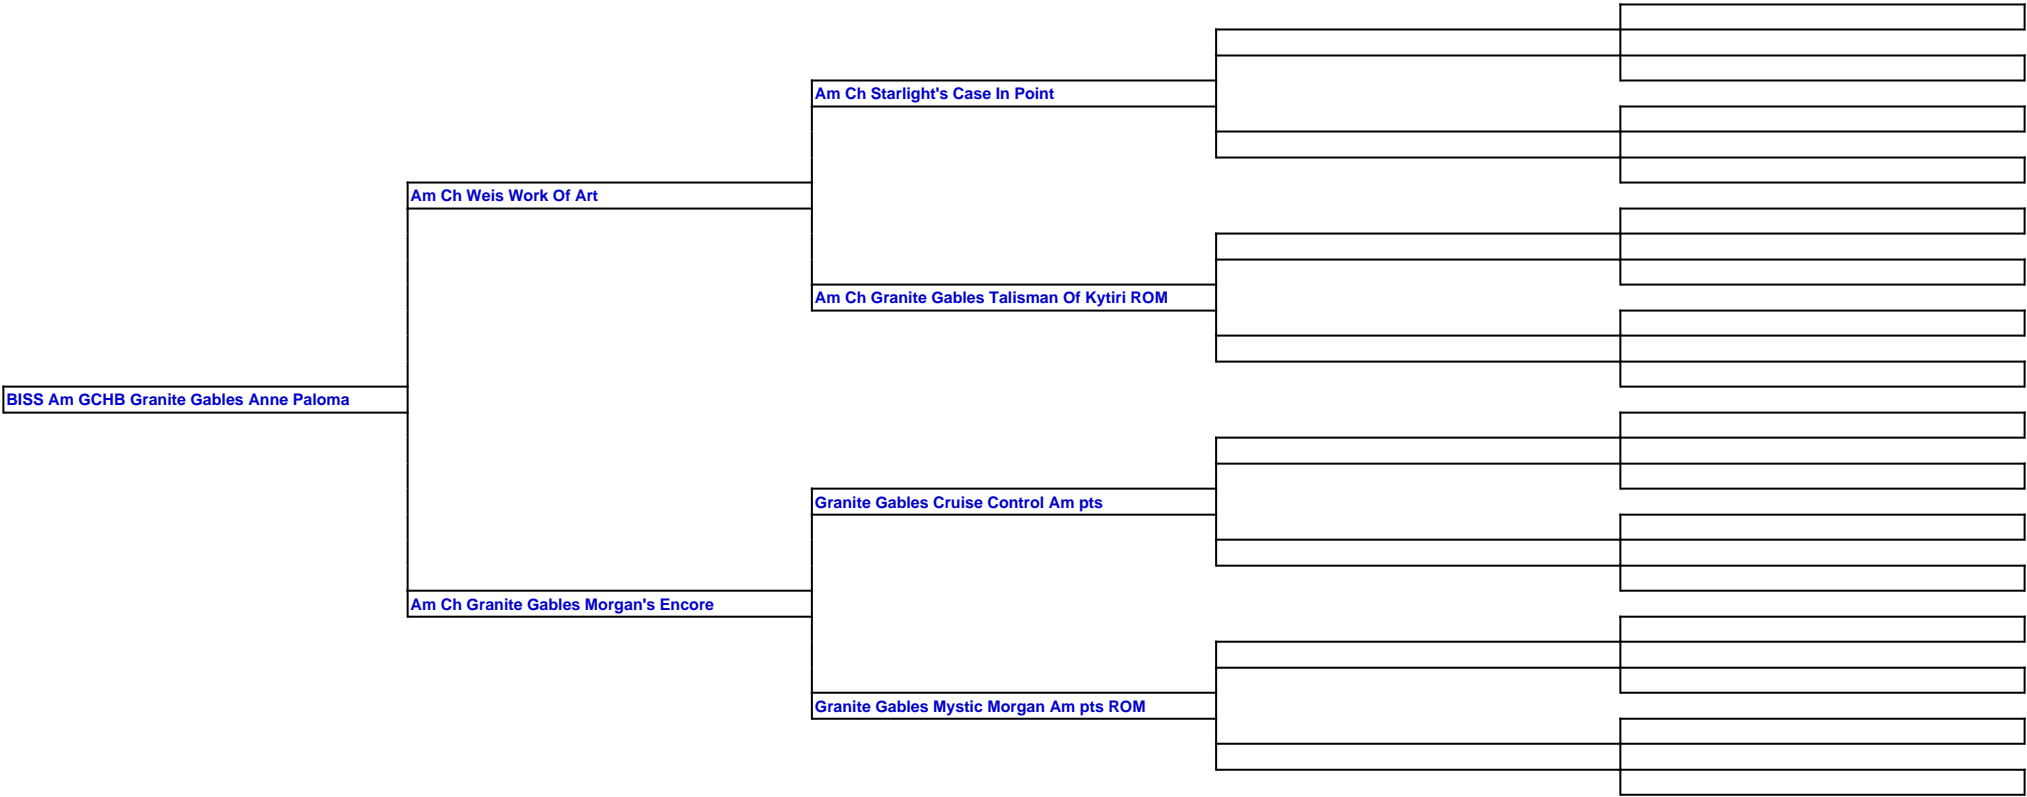 Am Ch Starlight's Case In Point
Am Ch Weis Work Of Art
Am Ch Granite Gables Talisman Of Kytiri ROM
BISS Am GCHB Granite Gables Anne Paloma
Granite Gables Cruise Control Am pts
Am Ch Granite Gables Morgan's Encore
Granite Gables Mystic Morgan Am pts ROM